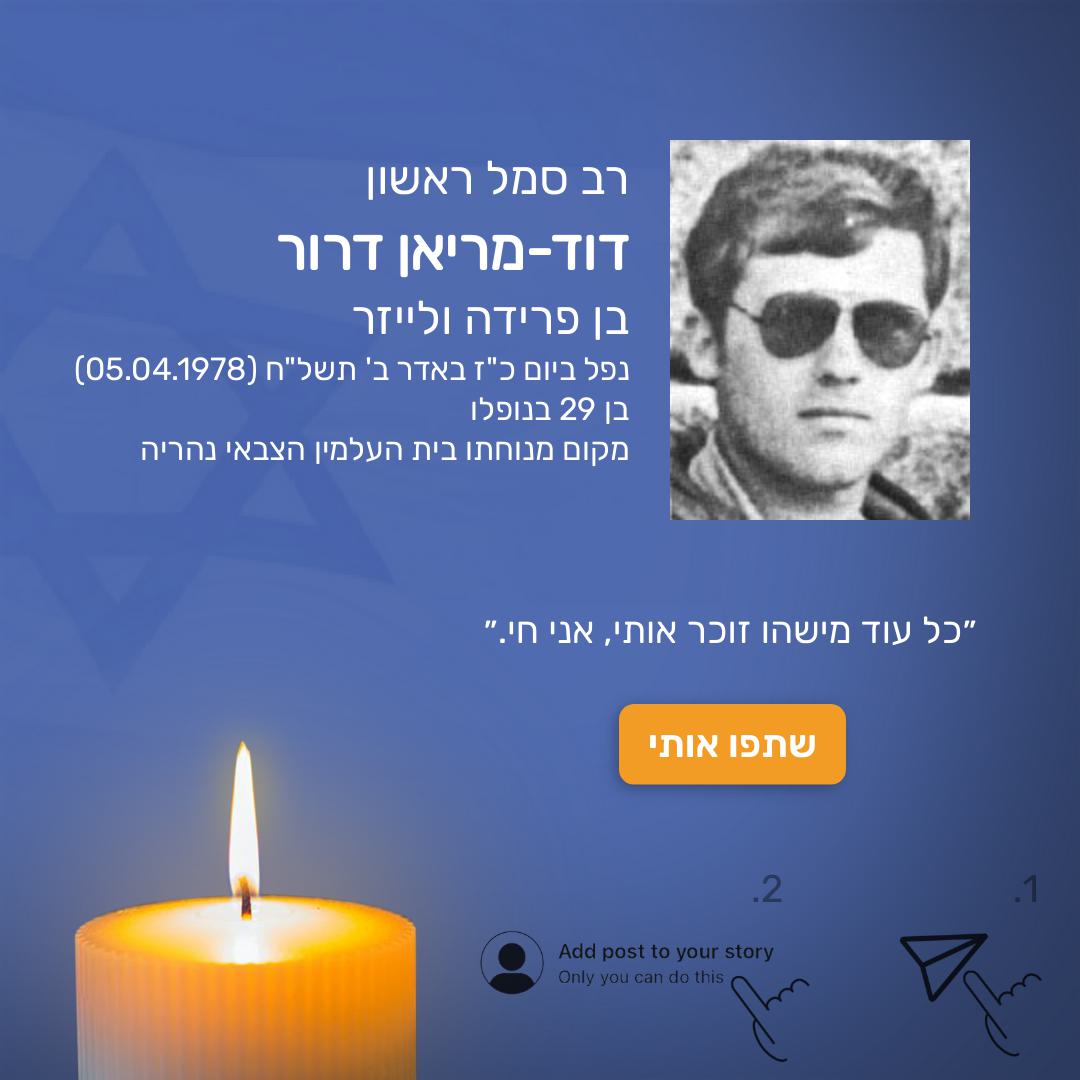 רב סמל ראשון
דוד-מריאן דרור
בן פרידה ולייזר
נפל ביום כ"ז באדר ב' תשל"ח (05.04.1978)
בן 29 בנופלו
מקום מנוחתו בית העלמין הצבאי נהריה
״כל עוד מישהו זוכר אותי, אני חי.״
שתפו אותי
1.
2.
Add post to your story
Only you can do this